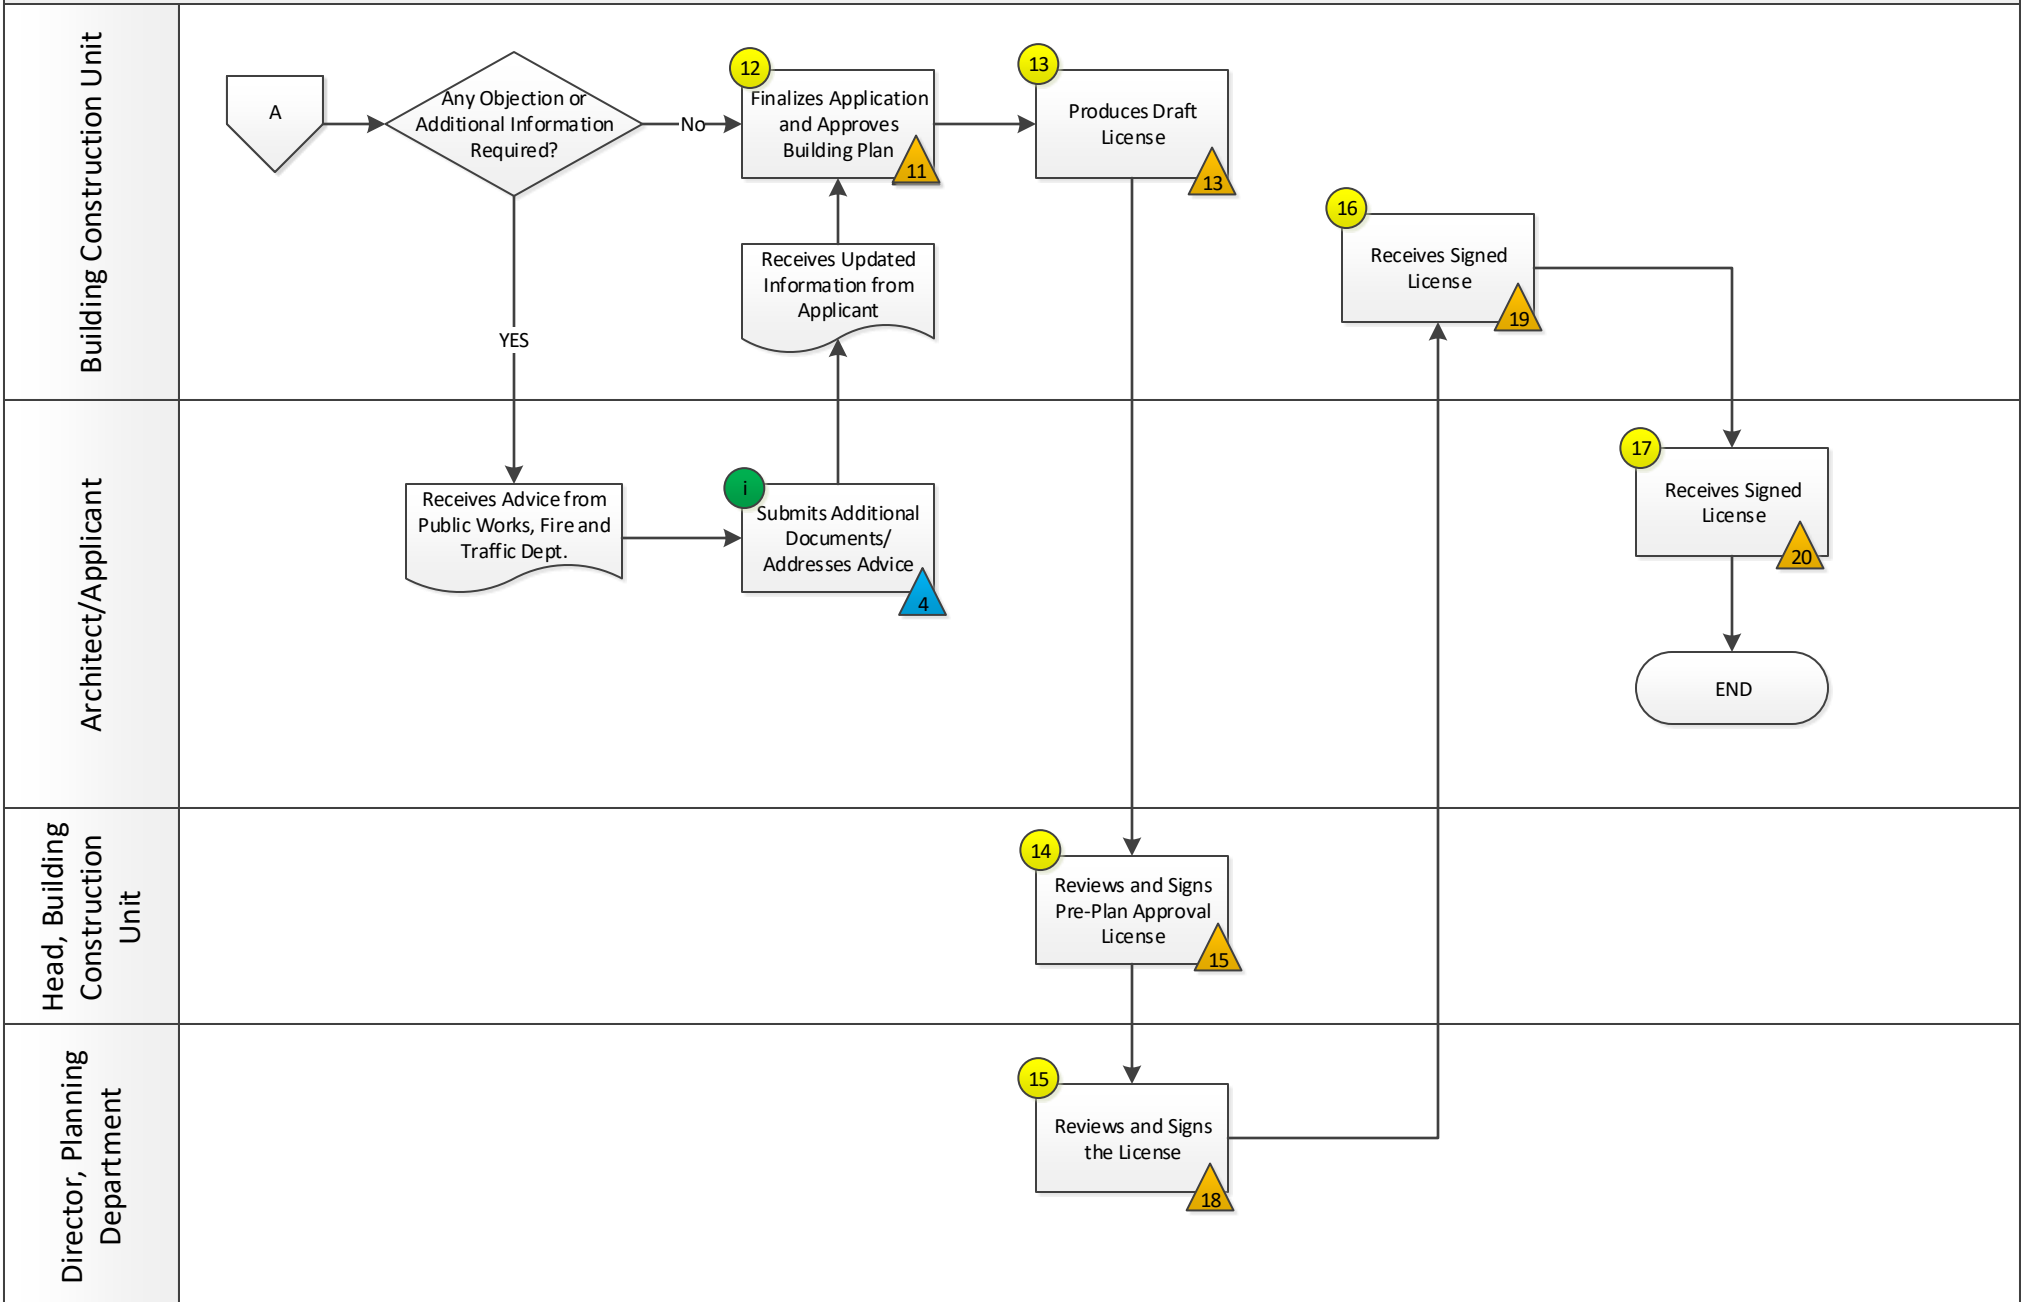 Building Construction Unit
A
Any Objection or
Additional Information
Required?
No
YES
12
Finalizes Application
and Approves
Building Plan
11
13
Produces Draft
License
13
Receives Updated
Information from
Applicant
16
Receives Signed
License
19
Architect/Applicant
Receives Advice from
Public Works, Fire and
Traffic Dept.
i
Submits Additional
Documents/
Addresses Advice
4
17
Receives Signed
License
20
END
Head, Building
Construction
Unit
14
Reviews and Signs
Pre-Plan Approval
License
15
Director, Planning
Department
15
Reviews and Signs
the License
18